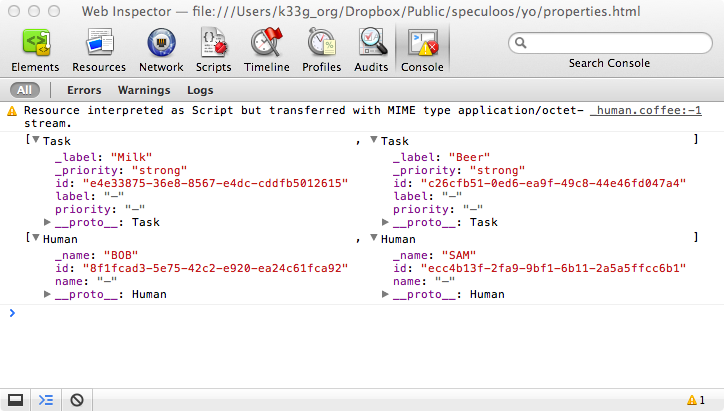 Web Inspector — file:///Users/k33g_org/Dropbox/Public/speculoos/yo/properties.html
Elements Resources Network Scripts Timeline Profiles Audits Console Search Console
All Errors Warnings Logs
Resource interpreted as Script but transferred with MIME type application/octet- _human.coffee:-1
stream.
[▼Task , ▼Task ]
_label: "Milk" _label: "Beer"
_priority: "strong" _priority: "strong"
id: "e4e33875-36e8-8567-e4dc-cddfb5012615" id: "c26cfb51-0ed6-ea9f-49c8-44e46fd047a4"
label: "—" label: "—"
priority: "—" priority: "—"
▶__proto__: Task ▶__proto__: Task
[▼Human , ▼Human ]
_name: "BOB" _name: "SAM"
id: "8f1fcad3-5e75-42c2-e920-ea24c61fca92" id: "ecc4b13f-2fa9-9bf1-6b11-2a5a5ffcc6b1"
name: "—" name: "—"
▶__proto__: Human ▶__proto__: Human
>
1